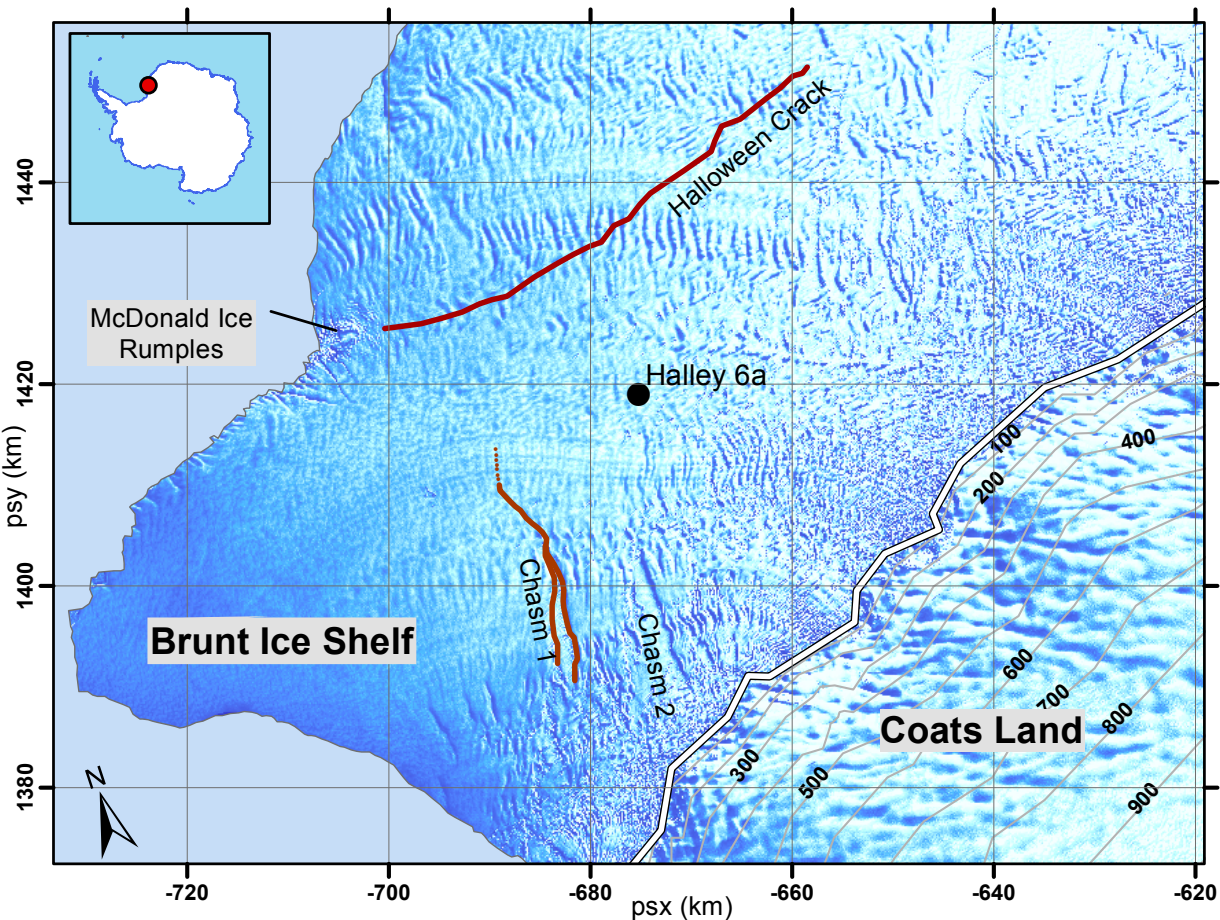 Halloween Crack
McDonald Ice
Rumples
Halley 6a
Chasm 1
Chasm 2
Brunt Ice Shelf
Coats Land
100
200
400
600
700
800
300
500
900
N
1440
1420
1400
1380
psy (km)
-720
-700
-680
-660
-640
-620
psx (km)